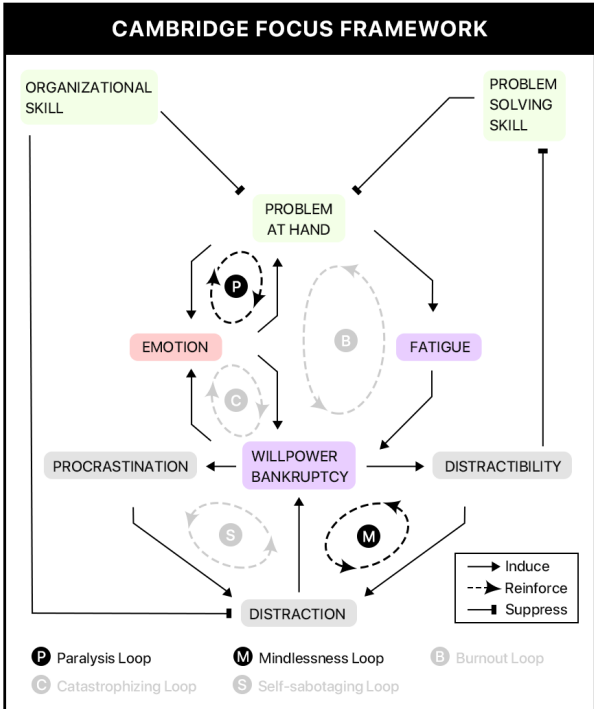 CAMBRIDGE FOCUS FRAMEWORK
ORGANIZATIONAL
SKILL
PROBLEM
SOLVING
SKILL
PROBLEM
AT HAND
P
B
EMOTION
FATIGUE
C
WILLPOWER
BANKRUPTCY
PROCRASTINATION
DISTRACTIBILITY
S
M
DISTRACTION
Induce
Reinforce
Suppress
P Paralysis Loop
M Mindlessness Loop
B Burnout Loop
C Catastrophizing Loop
S Self-sabotaging Loop